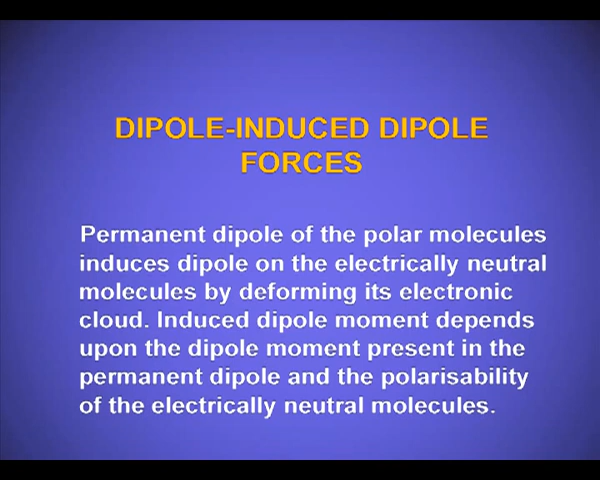 DIPOLE-INDUCED DIPOLE
FORCES
Permanent dipole of the polar molecules
induces dipole on the electrically neutral
molecules by deforming its electronic
cloud. Induced dipole moment depends
upon the dipole moment present in the
permanent dipole and the polarisability
of the electrically neutral molecules.